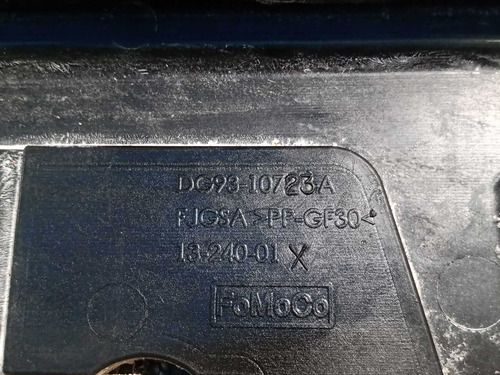 DG93-10723-A
FJGSA >PP-GF30<
13-240-01 X
FoMoCo